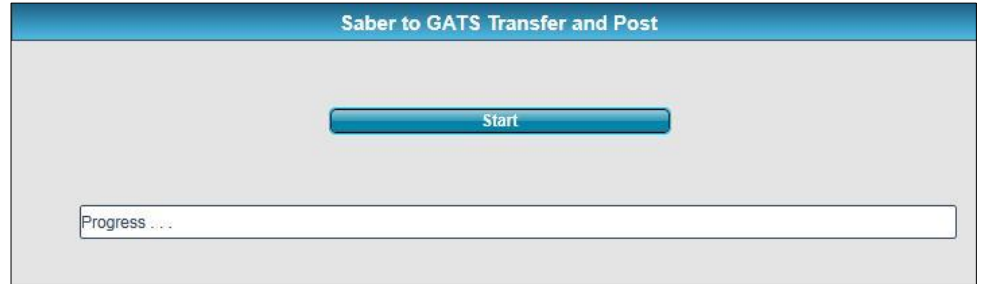 Saber to GATS Transfer and Post
Start
Progress . . .